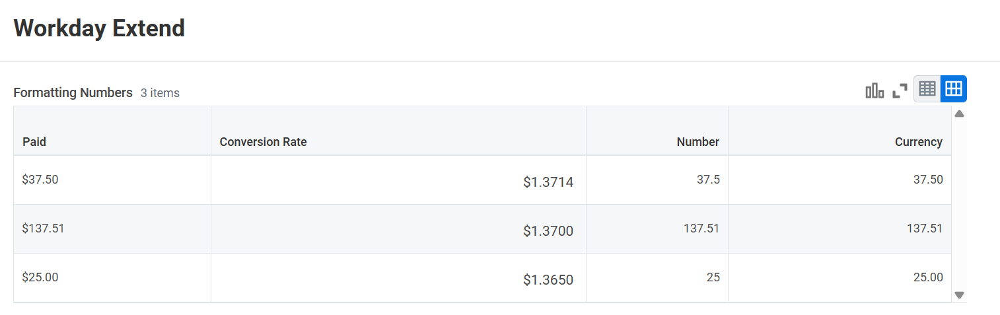 Workday Extend
Formatting Numbers 3 items
Paid Conversion Rate Number Currency
$37.50 $1.3714 37.5 37.50
$137.51 $1.3700 137.51 137.51
$25.00 $1.3650 25 25.00